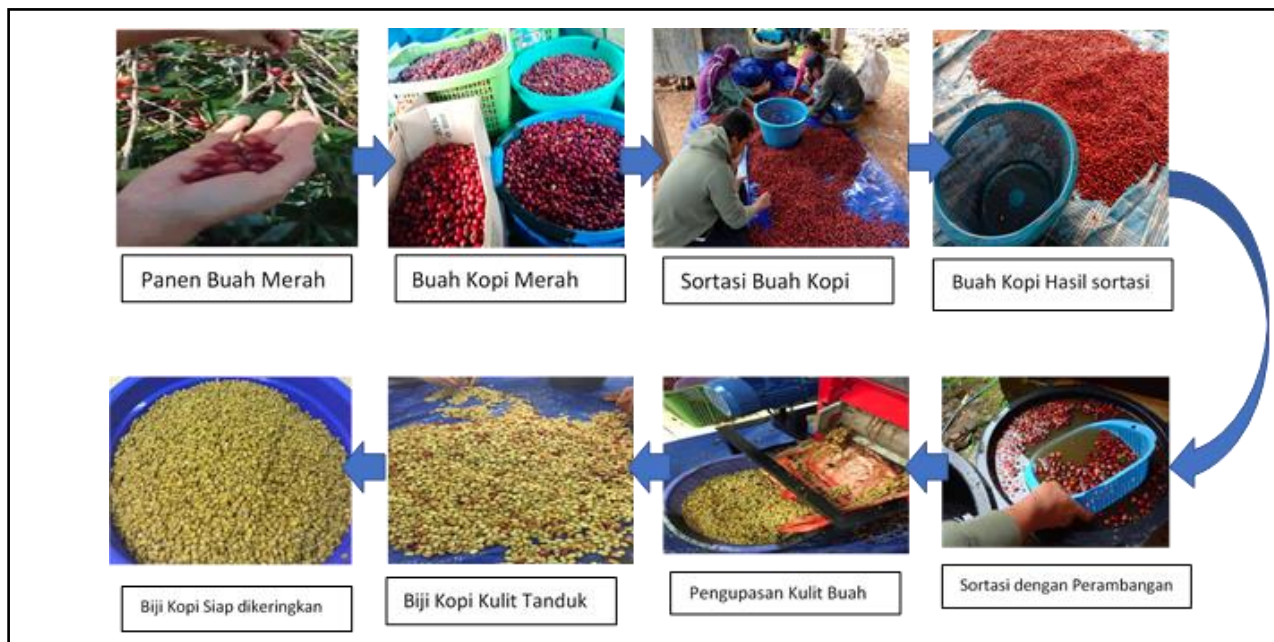 Panen Buah Merah
Buah Kopi Merah
Sortasi Buah Kopi
Buah Kopi Hasil sortasi
Sortasi dengan Perambangan
Pengupasan Kulit Buah
Biji Kopi Kulit Tanduk
Biji Kopi Siap dikeringkan